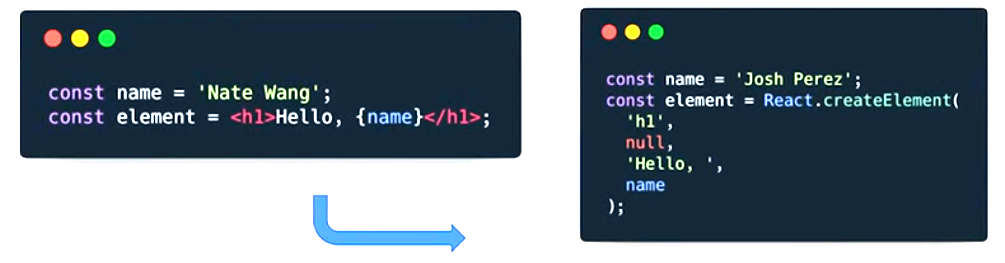 const name = 'Nate Wang';
const element = <h1>Hello, {name}</h1>;
const name = 'Josh Perez';
const element = React.createElement(
  'h1',
  null,
  'Hello, ',
  name
);